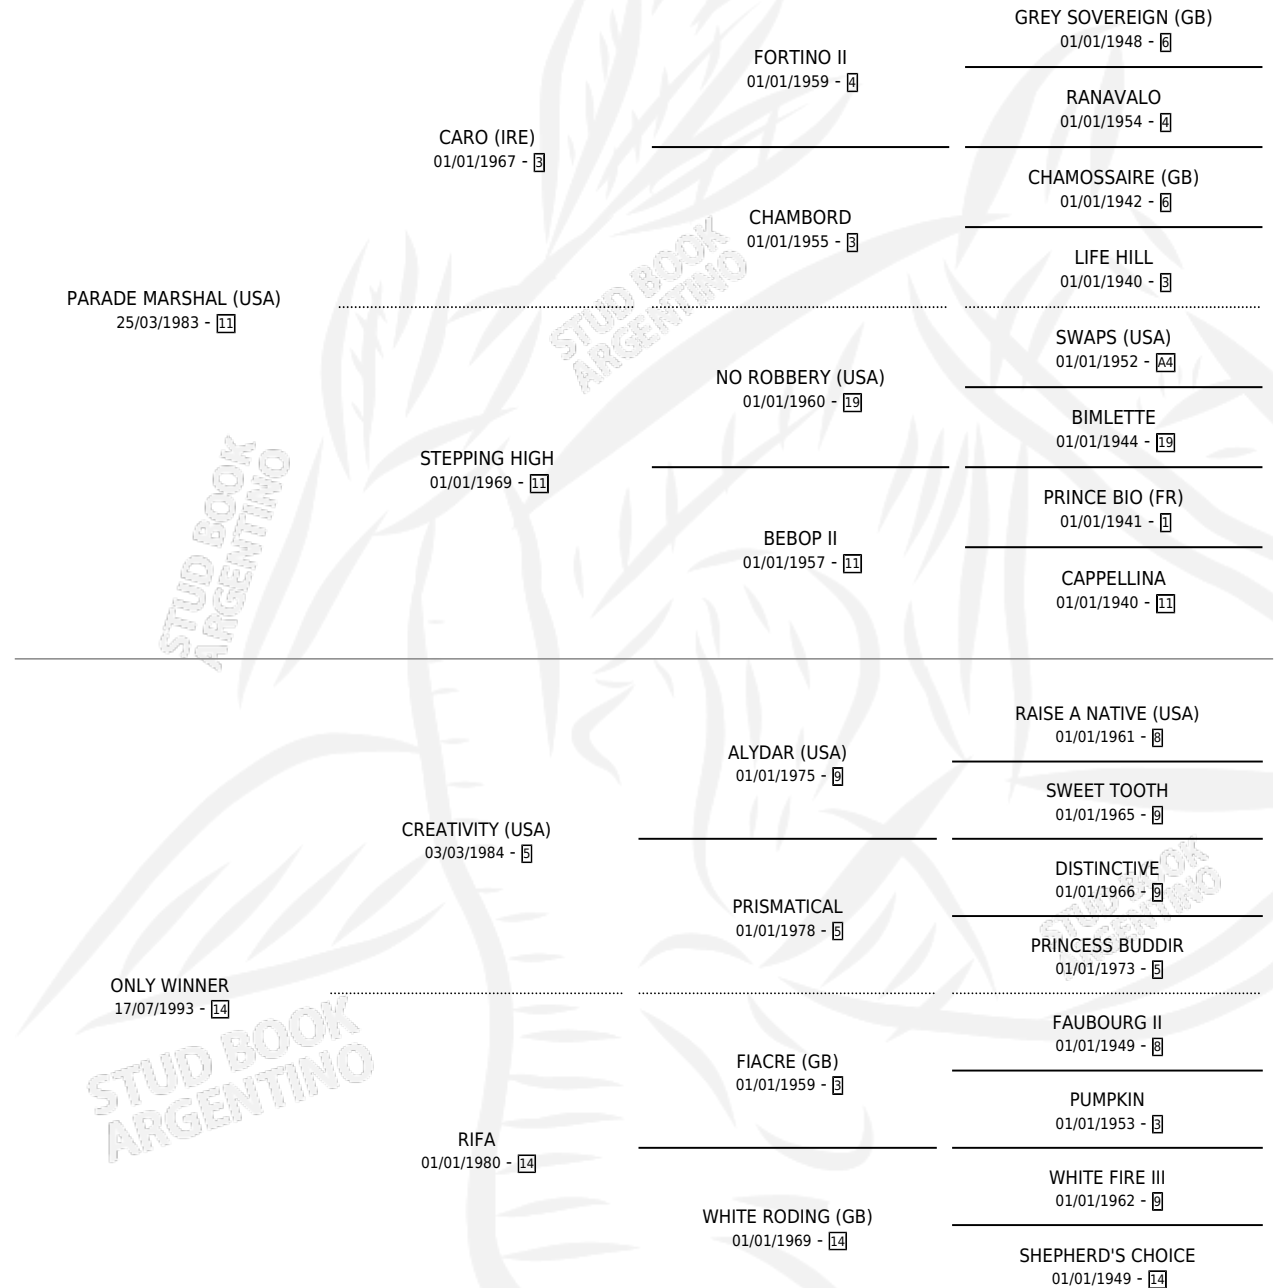 GREY SOVEREIGN (GB)
01/01/1948 - 6
FORTINO II
01/01/1959 - 4
RANAVALO
01/01/1954 - 4
CARO (IRE)
01/01/1967 - 3
CHAMOSSAIRE (GB)
01/01/1942 - 6
CHAMBORD
01/01/1955 - 3
LIFE HILL
01/01/1940 - 3
PARADE MARSHAL (USA)
25/03/1983 - 11
SWAPS (USA)
01/01/1952 - A4
NO ROBBERY (USA)
01/01/1960 - 19
BIMLETTE
01/01/1944 - 19
STEPPING HIGH
01/01/1969 - 11
PRINCE BIO (FR)
01/01/1941 - 1
BEBOP II
01/01/1957 - 11
CAPPELLINA
01/01/1940 - 11
RAISE A NATIVE (USA)
01/01/1961 - 8
ALYDAR (USA)
01/01/1975 - 9
SWEET TOOTH
01/01/1965 - 9
CREATIVITY (USA)
03/03/1984 - 5
DISTINCTIVE
01/01/1966 - 9
PRISMATICAL
01/01/1978 - 5
PRINCESS BUDDIR
01/01/1973 - 5
ONLY WINNER
17/07/1993 - 14
FAUBOURG II
01/01/1949 - 8
FIACRE (GB)
01/01/1959 - 3
PUMPKIN
01/01/1953 - 3
RIFA
01/01/1980 - 14
WHITE FIRE III
01/01/1962 - 9
WHITE RODING (GB)
01/01/1969 - 14
SHEPHERD'S CHOICE
01/01/1949 - 14
STUD BOOK
ARGENTINO
STUD BOOK
ARGENTINO
STUD BOOK
ARGENTINO
STUD BOOK
ARGENTINO